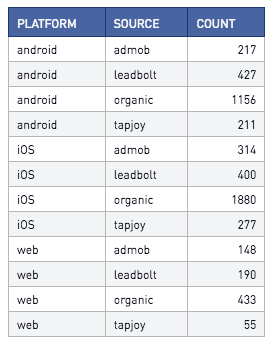 PLATFORM SOURCE COUNT
android admob 217
android leadbolt 427
android organic 1156
android tapjoy 211
iOS admob 314
iOS leadbolt 400
iOS organic 1880
iOS tapjoy 277
web admob 148
web leadbolt 190
web organic 433
web tapjoy 55